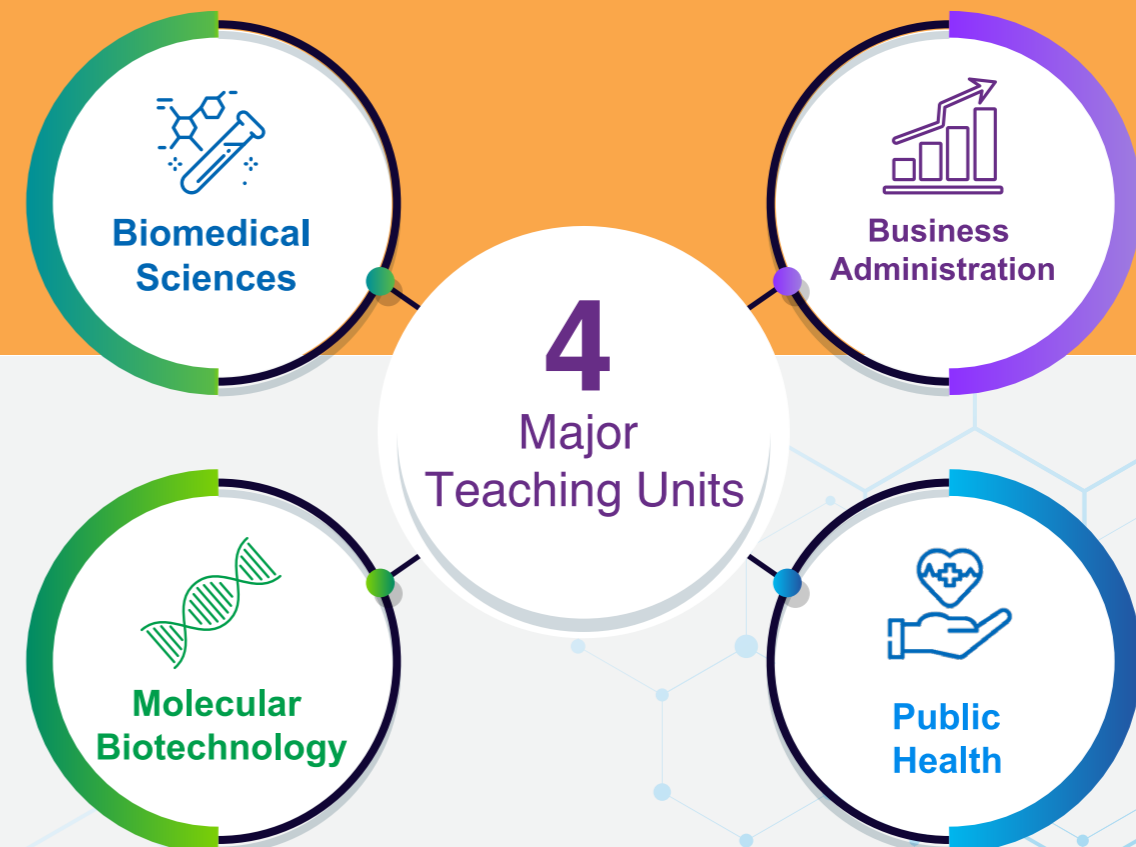 Biomedical
Sciences
Business
Administration
4
Major
Teaching Units
Molecular
Biotechnology
Public
Health